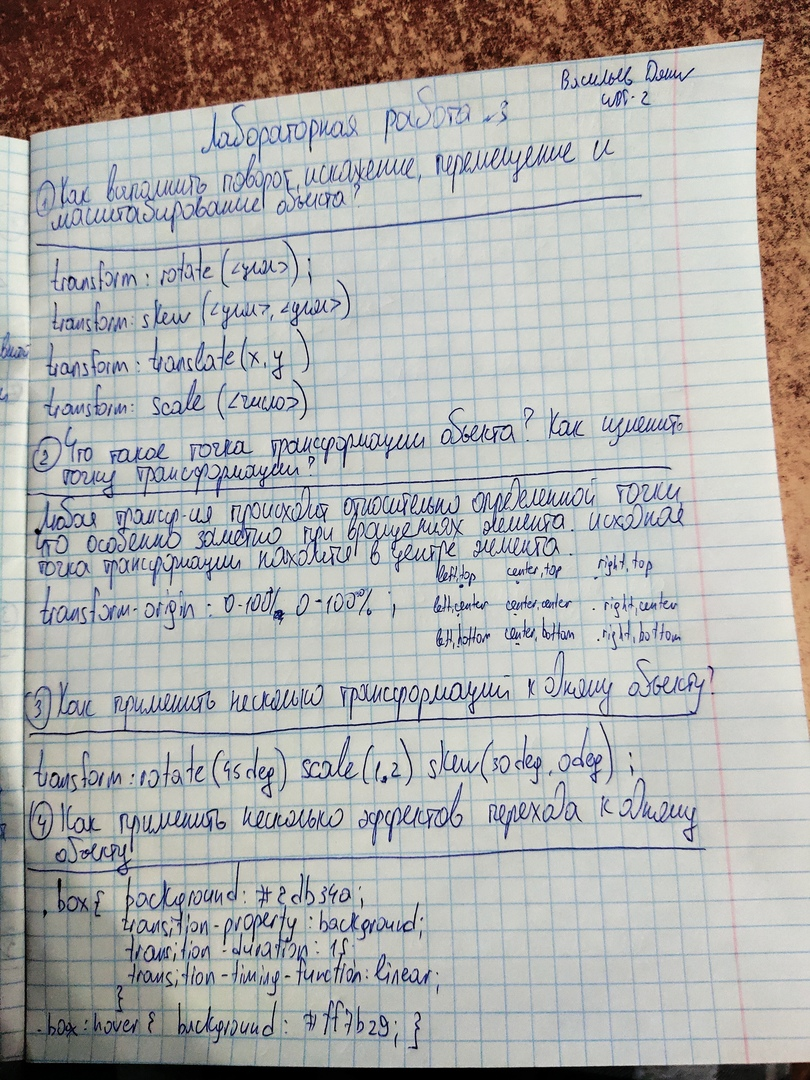 Васильев Дани
Лабораторная работа №3
① Как выполнить поворот, искажение, перемещение и
масштабирование объекта?
transform: rotate (<угол>);
transform: skew (<угол>, <угол>)
transform: translate (x, y)
transform: scale (<число>)
② Что такое точка трансформации объекта? Как изменить
точку трансформации?
Любая трансф-ия происходит относительно определенной точки,
что особенно заметно при вращениях элемента. исходная
точка трансформации находится в центре элемента.
left, top center, top right, top
transform-origin: 0-100% 0-100% ; left, center center, center right, center
left, bottom center, bottom right, bottom
③ Как применить несколько трансформаций к одному объекту?
transform: rotate (45deg) scale (1.2) skew (30deg, 0deg) ;
④ Как применить несколько эффектов перехода к одному
объекту
.box { background: #2db34a;
transition-property: background;
transition-duration: 1s
transition-timing-function: linear;
}
.box:hover { background: #ff7b29; }